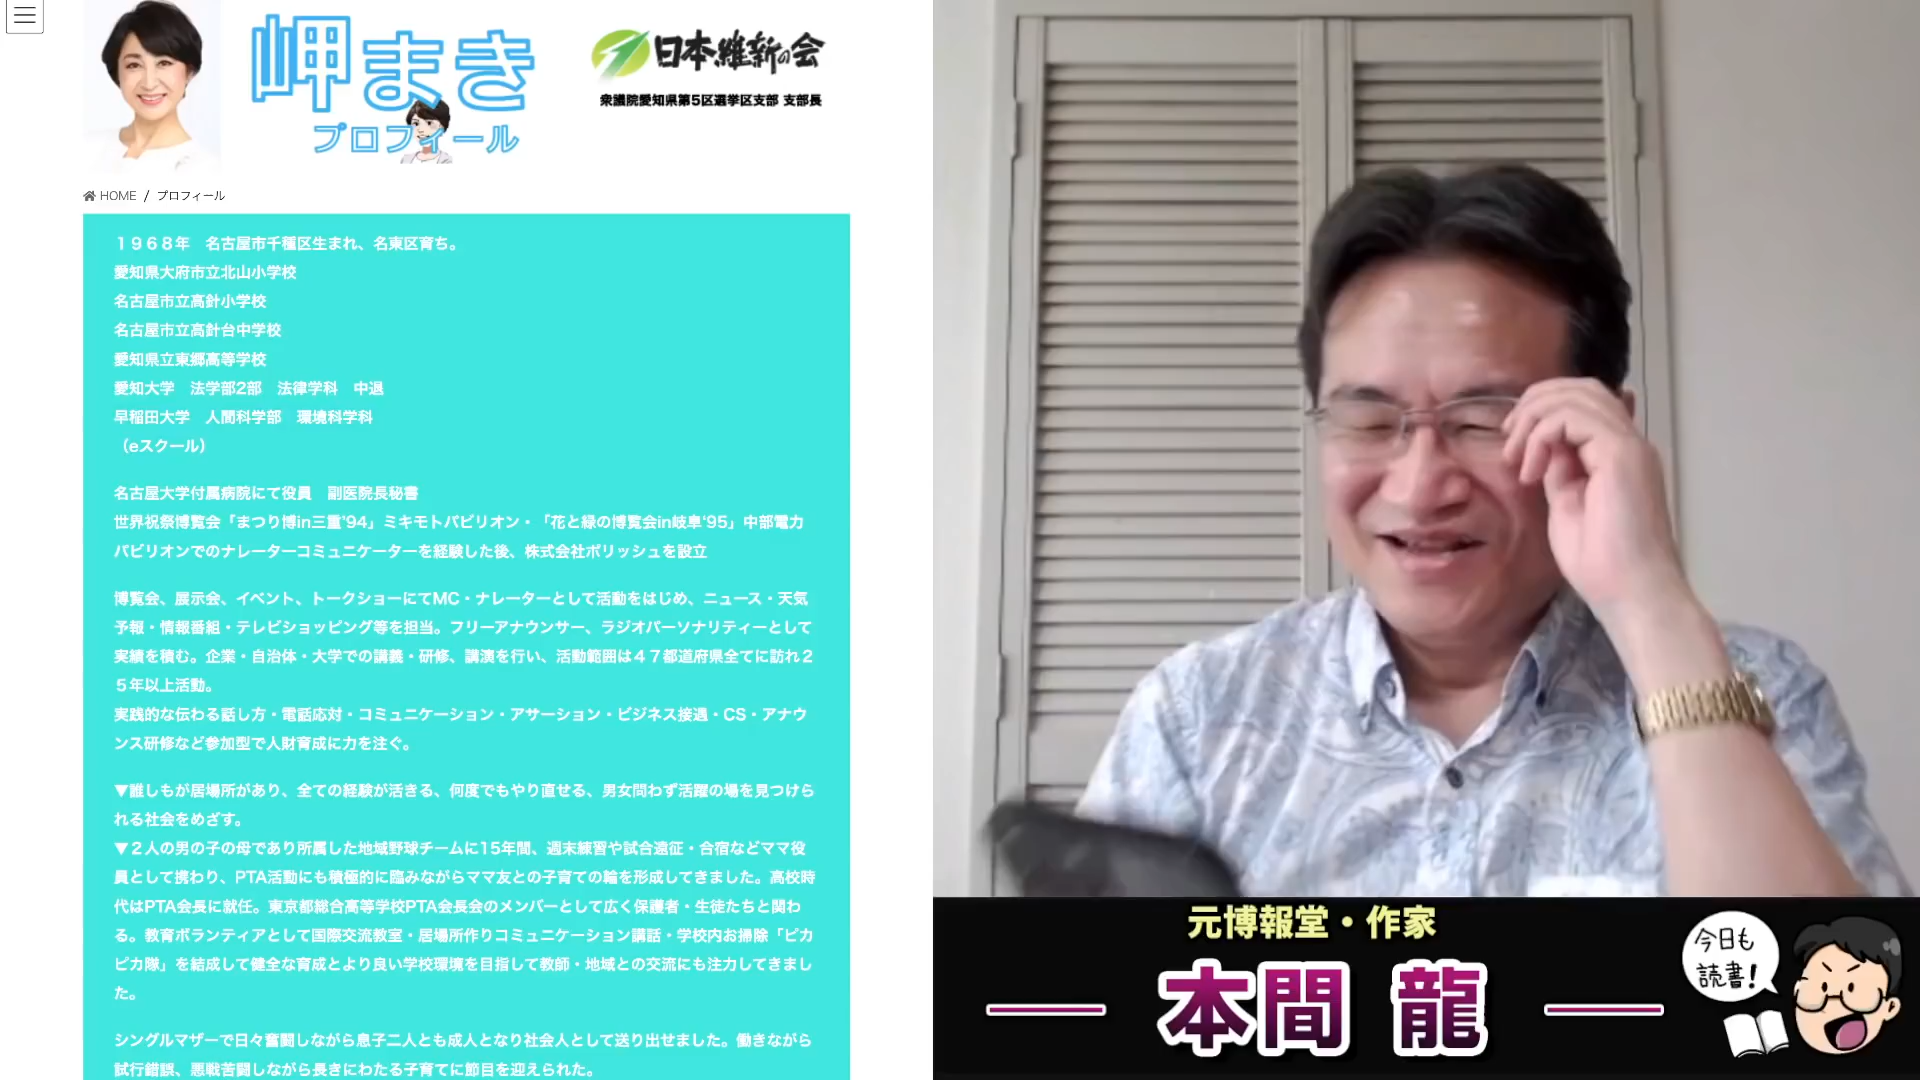 岬まき
プロフィール
日本維新の会
衆議院愛知県第5区選挙区支部 支部長
HOME / プロフィール
１９６８年　名古屋市千種区生まれ、名東区育ち。
愛知県大府市立北山小学校
名古屋市立高針小学校
名古屋市立高針台中学校
愛知県立東郷高等学校
愛知大学　法学部2部　法律学科　中退
早稲田大学　人間科学部　環境科学科
（eスクール）
名古屋大学付属病院にて役員　副医院長秘書
世界祝祭博覧会「まつり博in三重’94」ミキモトパビリオン・「花と緑の博覧会in岐阜‘95」中部電力
パビリオンでのナレーターコミュニケーターを経験した後、株式会社ポリッシュを設立
博覧会、展示会、イベント、トークショーにてMC・ナレーターとして活動をはじめ、ニュース・天気
予報・情報番組・テレビショッピング等を担当。フリーアナウンサー、ラジオパーソナリティーとして
実績を積む。企業・自治体・大学での講義・研修、講演を行い、活動範囲は４７都道府県全てに訪れ２
５年以上活動。
実践的な伝わる話し方・電話応対・コミュニケーション・アサーション・ビジネス接遇・CS・アナウ
ンス研修など参加型で人財育成に力を注ぐ。
▼誰しもが居場所があり、全ての経験が活きる、何度でもやり直せる、男女問わず活躍の場を見つけら
れる社会をめざす。
▼２人の男の子の母であり所属した地域野球チームに15年間、週末練習や試合遠征・合宿などママ役
員として携わり、PTA活動にも積極的に臨みながらママ友との子育ての輪を形成してきました。高校時
代はPTA会長に就任。東京都総合高等学校PTA会長会のメンバーとして広く保護者・生徒たちと関わ
る。教育ボランティアとして国際交流教室・居場所作りコミュニケーション講話・学校内お掃除「ピカ
ピカ隊」を結成して健全な育成とより良い学校環境を目指して教師・地域との交流にも注力してきまし
た。
シングルマザーで日々奮闘しながら息子二人とも成人となり社会人として送り出せました。働きながら
試行錯誤、悪戦苦闘しながら長きにわたる子育てに節目を迎えられた。
元博報堂・作家
本間 龍
今日も
読書！